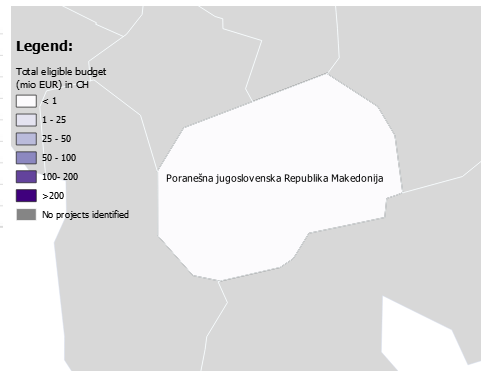 Legend:
Total eligible budget
(mio EUR) in CH
< 1
1 - 25
25 - 50
50 - 100
100- 200
>200
No projects identified
Poranešna jugoslovenska Republika Makedonija